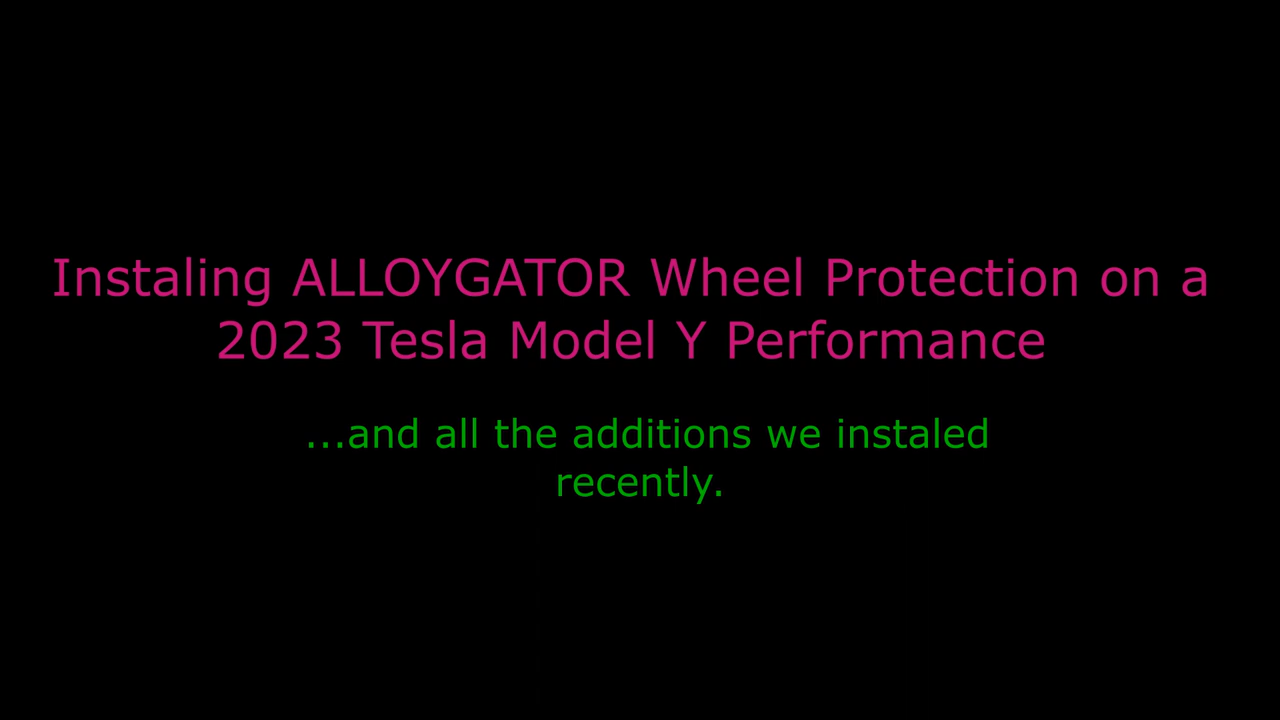 Instaling ALLOYGATOR Wheel Protection on a
2023 Tesla Model Y Performance
...and all the additions we instaled
recently.